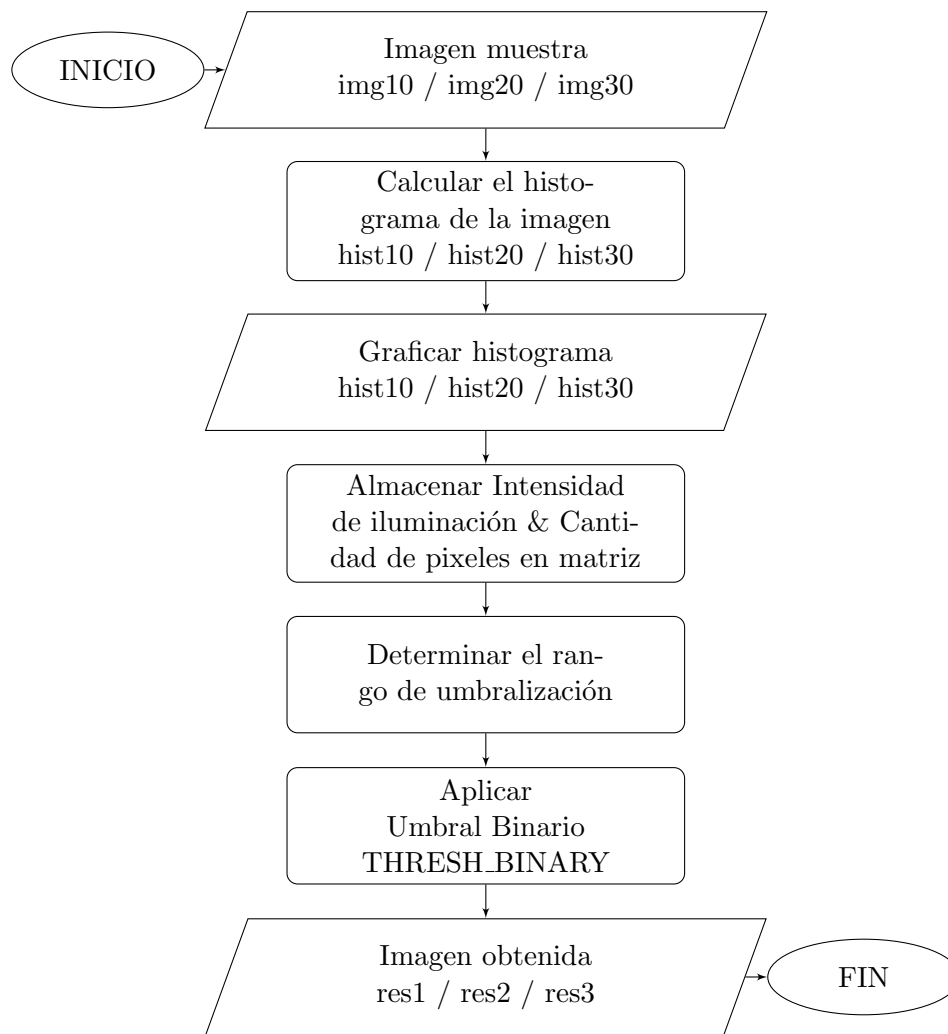 INICIO
Imagen muestra
img10 / img20 / img30
Calcular el histo-
grama de la imagen
hist10 / hist20 / hist30
Graficar histograma
hist10 / hist20 / hist30
Almacenar Intensidad
de iluminación & Canti-
dad de pixeles en matriz
Determinar el ran-
go de umbralización
Aplicar
Umbral Binario
THRESH_BINARY
Imagen obtenida
res1 / res2 / res3
FIN